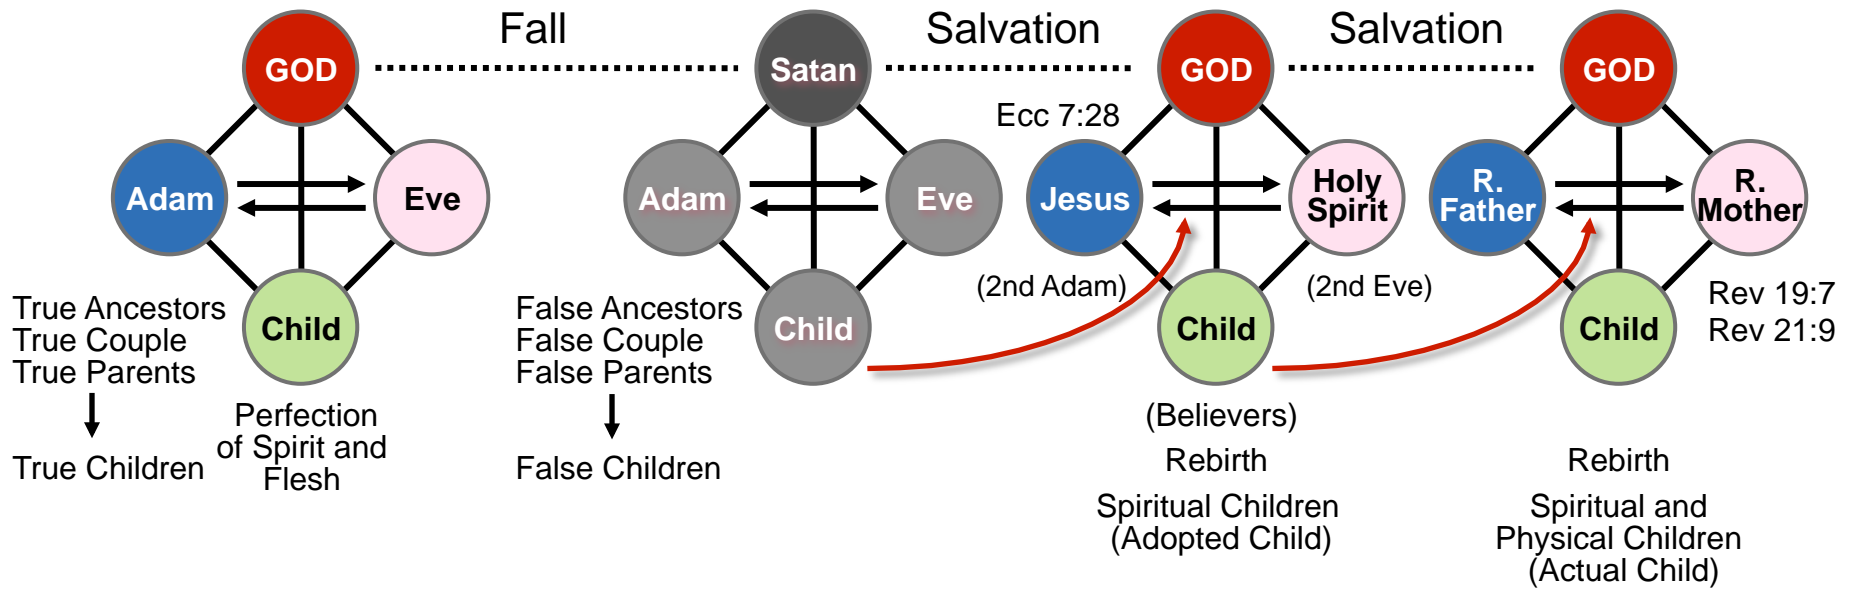 Fall
Salvation
Salvation
GOD
Satan
GOD
GOD
Ecc 7:28
Adam
Eve
Adam
Eve
Jesus
Holy
Spirit
R.
Father
R.
Mother
(2nd Adam)
(2nd Eve)
Rev 19:7
Rev 21:9
True Ancestors
True Couple
True Parents
True Children
Child
Perfection
of Spirit and
Flesh
False Ancestors
False Couple
False Parents
False Children
Child
Child
(Believers)
Rebirth
Spiritual Children
(Adopted Child)
Child
Rebirth
Spiritual and
Physical Children
(Actual Child)